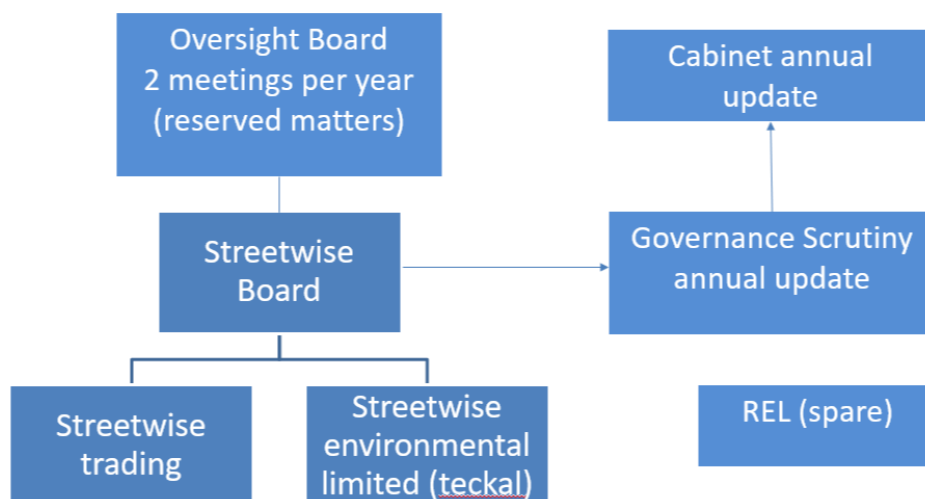 Oversight Board
2 meetings per year
(reserved matters)
Cabinet annual
update
Streetwise
Board
Governance Scrutiny
annual update
Streetwise
trading
Streetwise
environmental
limited (teckal)
REL (spare)